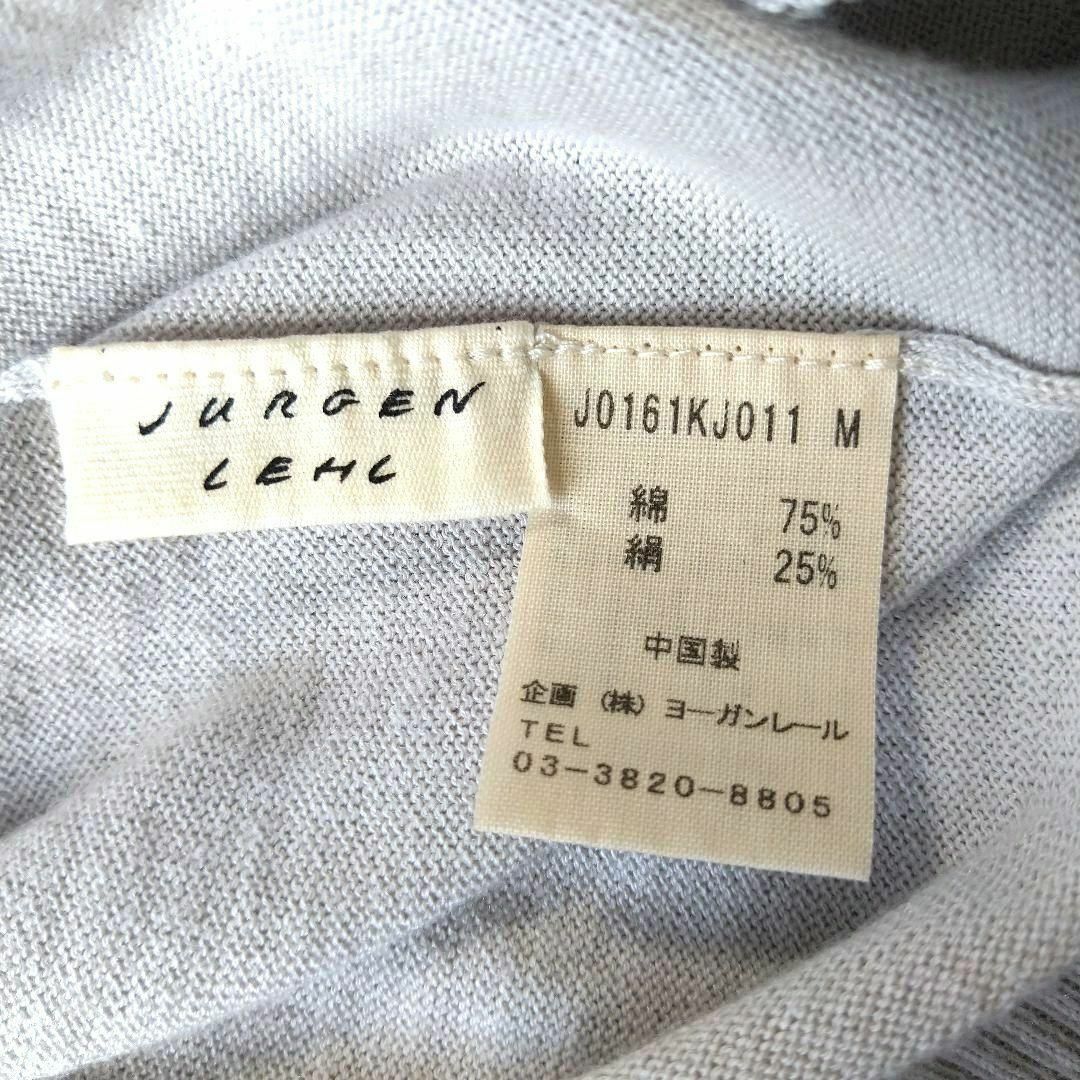 JURGEN
LEHL
J0161KJ011 M
綿 75%
絹 25%
中国製
企画 (株) ヨーガンレール
TEL
03-3820-8805